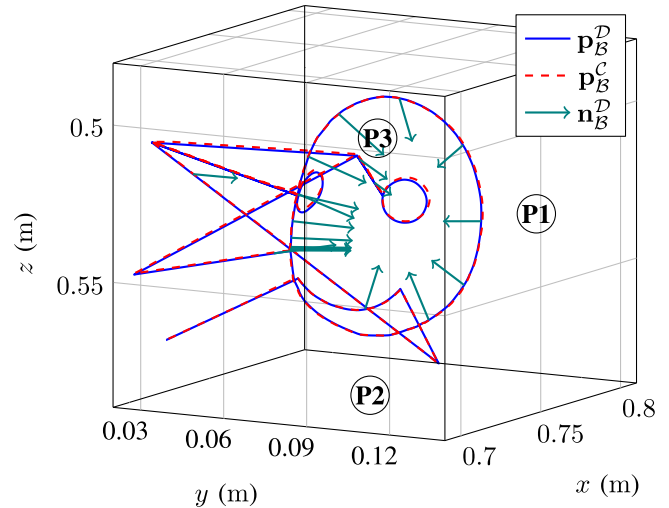 p_B^D
p_B^C
n_B^D
P3
P1
P2
0.5
0.55
z (m)
0.03
0.06
0.09
0.12
y (m)
0.7
0.75
0.8
x (m)